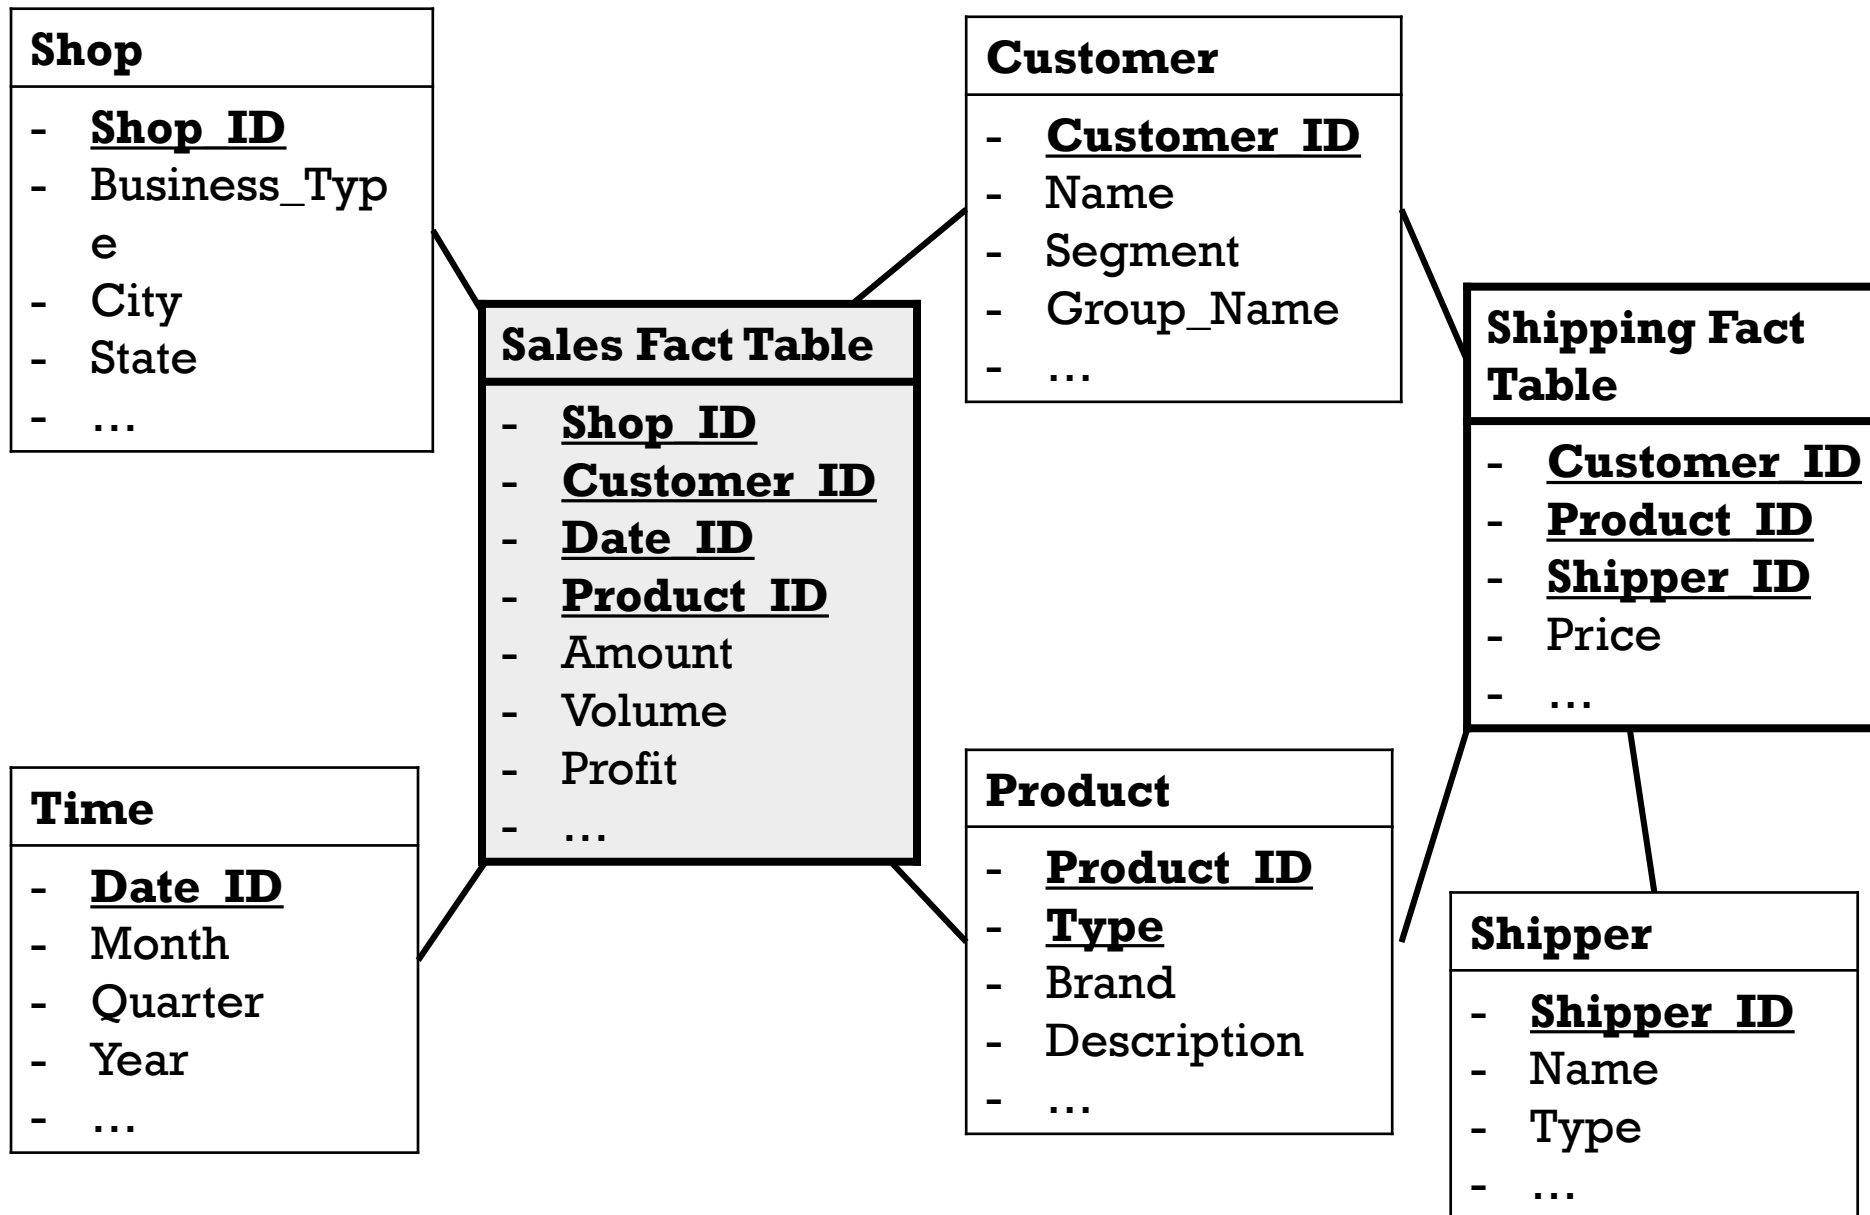 Shop
- Shop_ID
- Business_Typ
e
- City
- State
- …
Customer
- Customer_ID
- Name
- Segment
- Group_Name
- …
Sales Fact Table
- Shop_ID
- Customer_ID
- Date_ID
- Product_ID
- Amount
- Volume
- Profit
- …
Shipping Fact
Table
- Customer_ID
- Product_ID
- Shipper_ID
- Price
- …
Time
- Date_ID
- Month
- Quarter
- Year
- …
Product
- Product_ID
- Type
- Brand
- Description
- …
Shipper
- Shipper_ID
- Name
- Type
- …